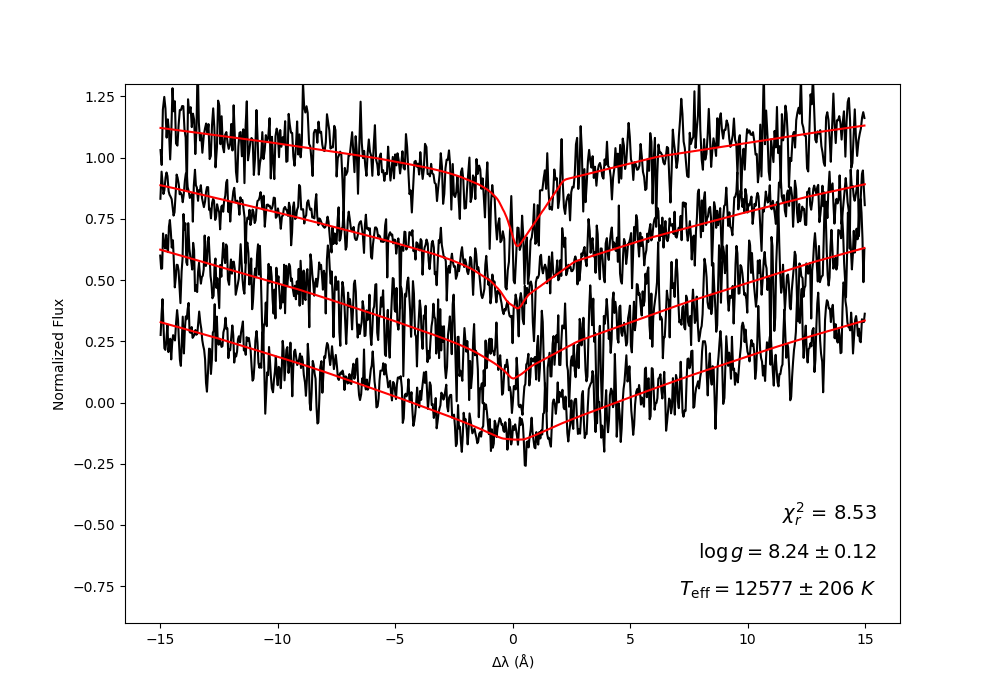 1.25
1.00
0.75
0.50
0.25
0.00
−0.25
−0.50
−0.75
Normalized Flux
χ²ᵣ = 8.53
log g = 8.24 ± 0.12
T_eff = 12577 ± 206 K
−15 −10 −5 0 5 10 15
Δλ (Å)